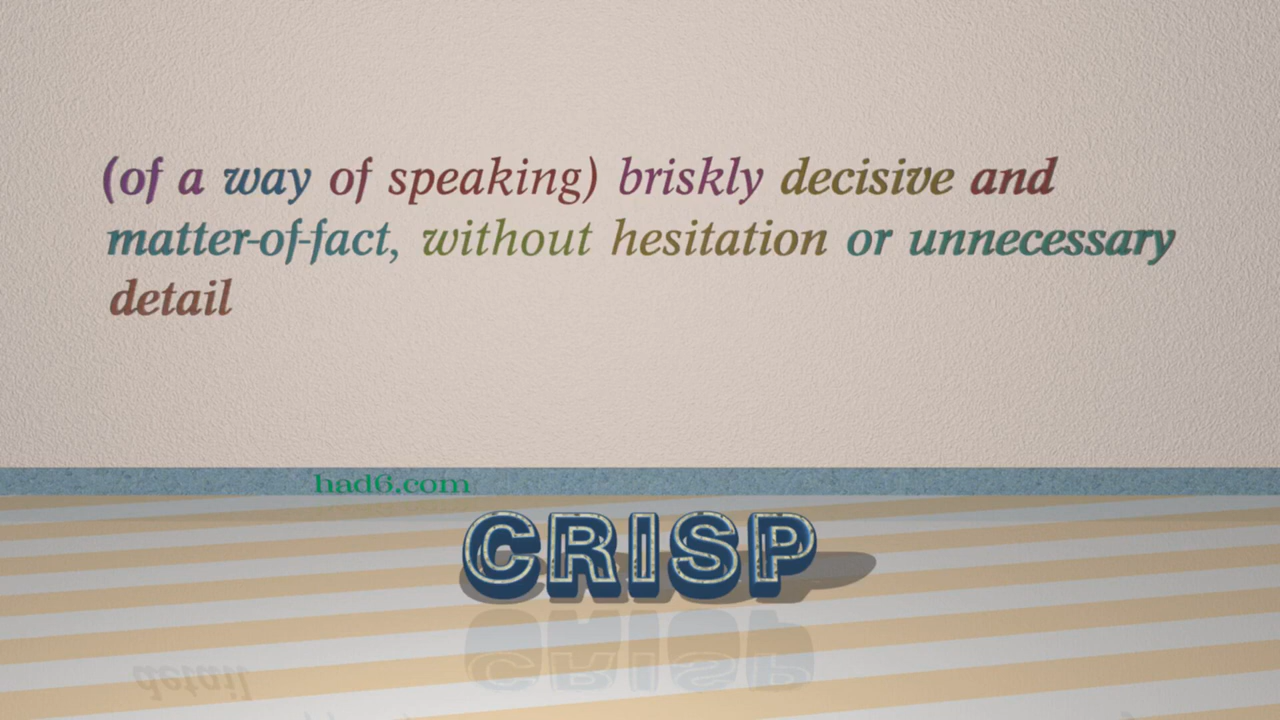 (of a way of speaking) briskly decisive and
matter-of-fact, without hesitation or unnecessary
detail
had6.com
CRISP